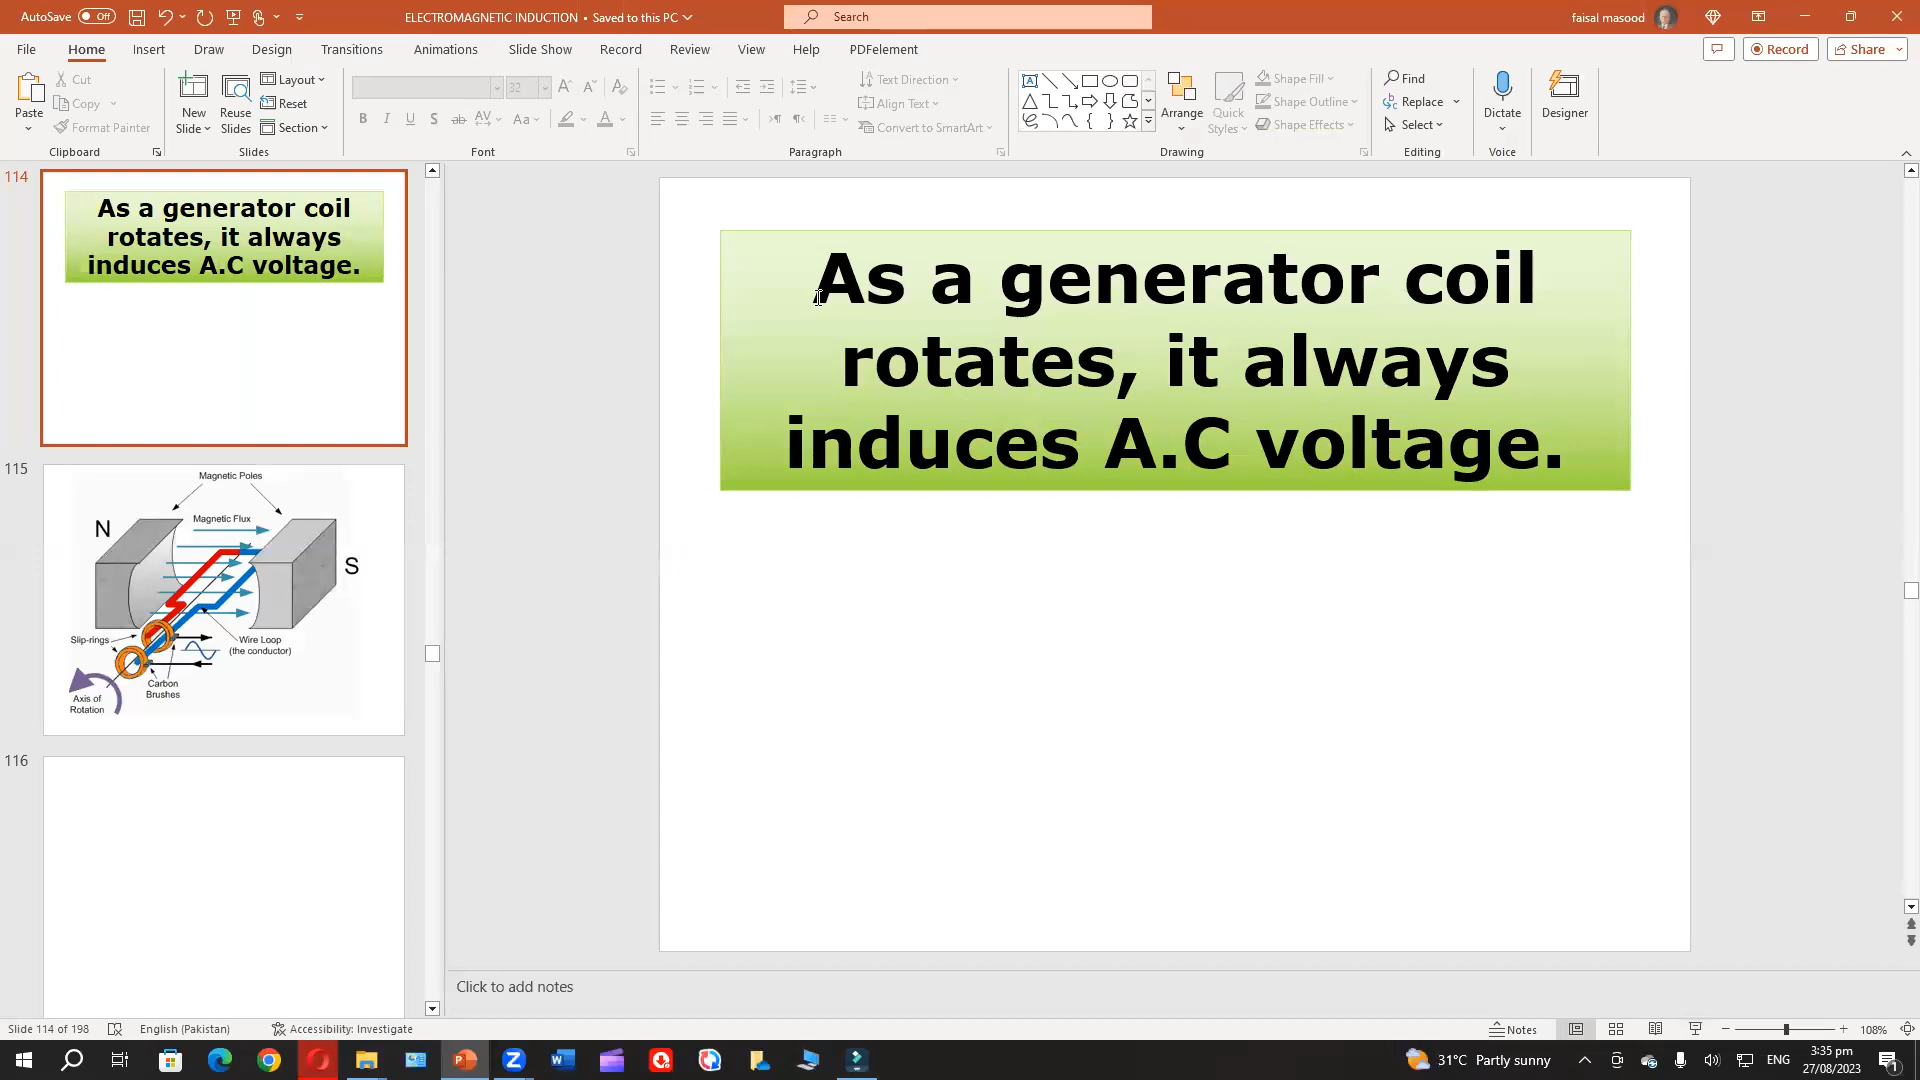 AutoSave Off
ELECTROMAGNETIC INDUCTION • Saved to this PC
Search
faisal masood
File Home Insert Draw Design Transitions Animations Slide Show Record Review View Help PDFelement
Record
Share
Paste
Cut
Copy
Format Painter
Clipboard
New Slide
Reuse Slides
Layout
Reset
Section
Slides
32
B I U S ab AV Aa A
Font
Text Direction
Align Text
Convert to SmartArt
Paragraph
Arrange
Quick Styles
Shape Fill
Shape Outline
Shape Effects
Drawing
Find
Replace
Select
Editing
Dictate
Voice
Designer
114
As a generator coil
rotates, it always
induces A.C voltage.
115
Magnetic Poles
Magnetic Flux
N
S
Slip-rings
Wire Loop
(the conductor)
Carbon
Brushes
Axis of
Rotation
116
As a generator coil
rotates, it always
induces A.C voltage.
Click to add notes
Slide 114 of 198
English (Pakistan)
Accessibility: Investigate
Notes
108%
31°C Partly sunny
ENG
3:35 pm
27/08/2023
1